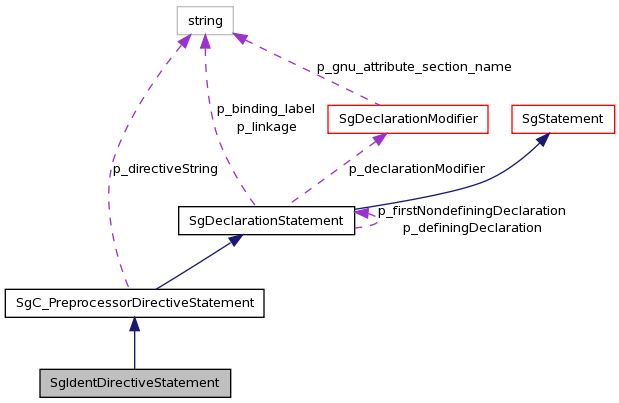 string
p_gnu_attribute_section_name
p_binding_label
p_linkage
SgDeclarationModifier
SgStatement
p_directiveString
p_declarationModifier
SgDeclarationStatement
p_firstNondefiningDeclaration
p_definingDeclaration
SgC_PreprocessorDirectiveStatement
SgIdentDirectiveStatement